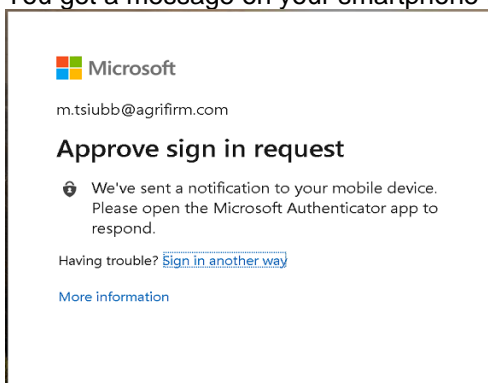 You get a message on your smartphone
Microsoft
m.tsiubb@agrifirm.com
Approve sign in request
We've sent a notification to your mobile device.
Please open the Microsoft Authenticator app to
respond.
Having trouble? Sign in another way
More information